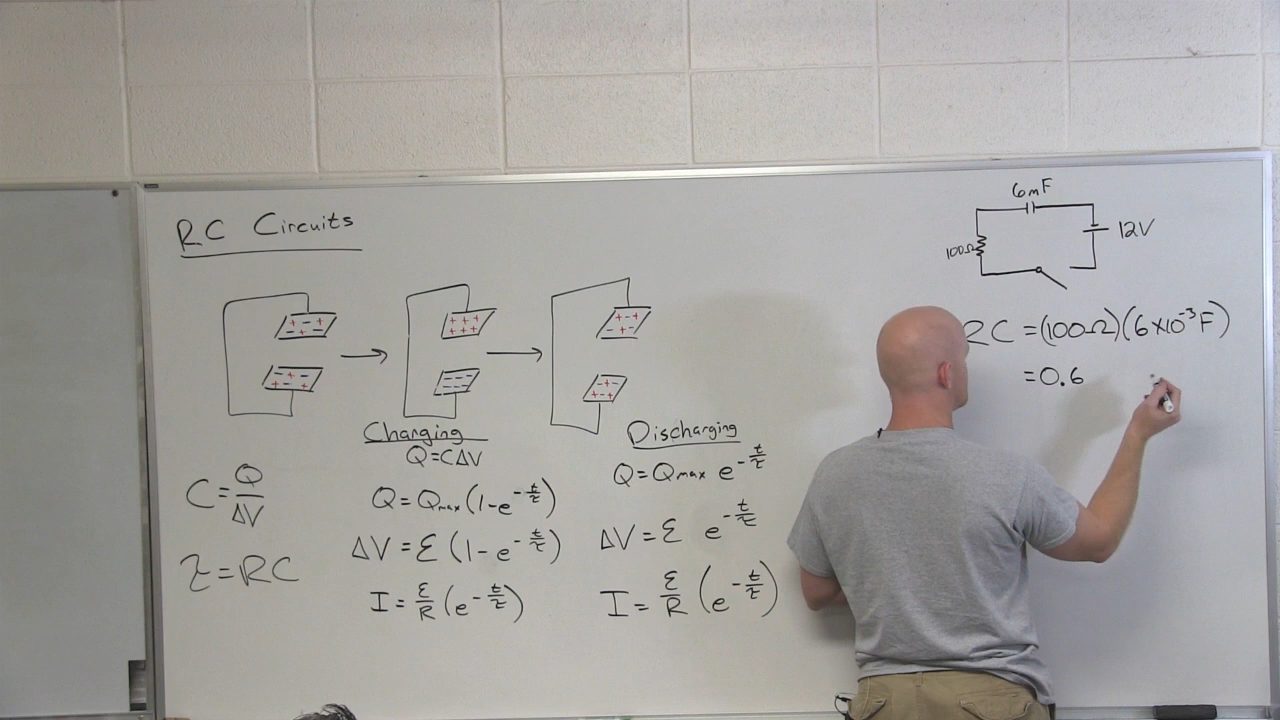 RC Circuits
6mF
100Ω
12V
RC = (100Ω)(6×10⁻³F)
= 0.6
Charging
Q=CΔV
Q=Qmax(1-e^-t/τ)
ΔV=ℰ(1-e^-t/τ)
I=ℰ/R(e^-t/τ)
Discharging
Q=Qmax e^-t/τ
ΔV=ℰ e^-t/τ
I=ℰ/R(e^-t/τ)
C=Q/ΔV
τ=RC